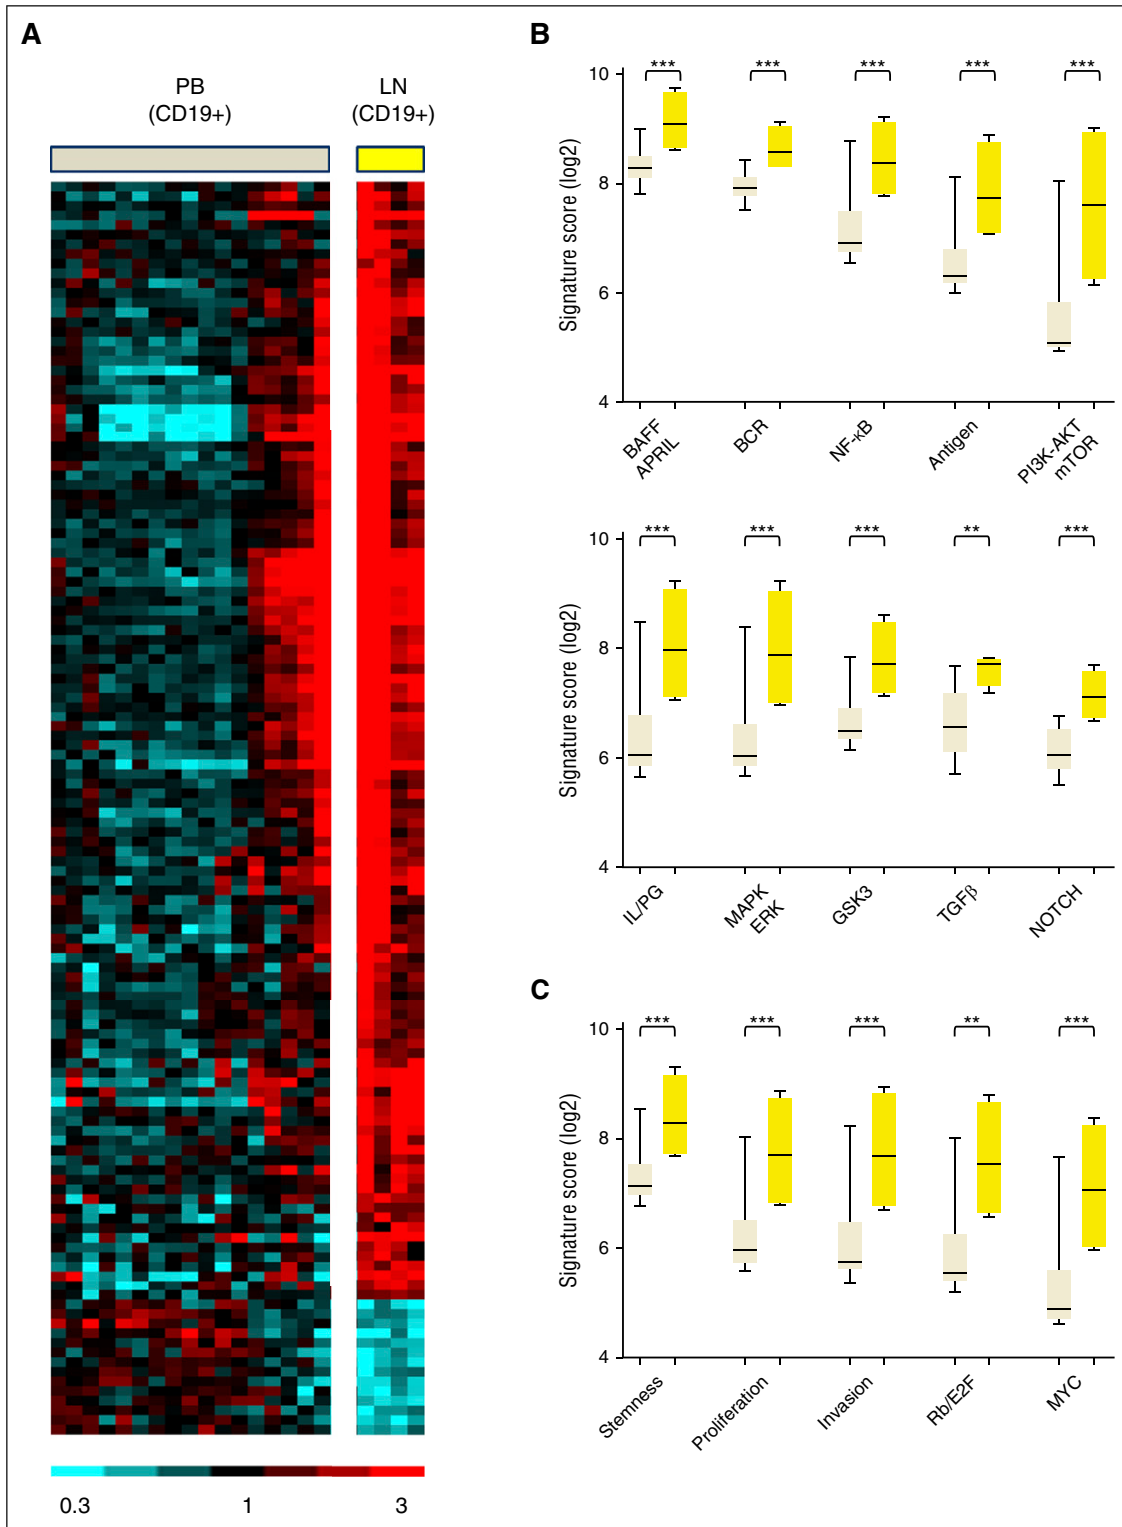 A
PB
(CD19+)
LN
(CD19+)
0.3
1
3
B
Signature score (log2)
10
8
6
4
***
***
***
***
***
BAFF
APRIL
BCR
NF-κB
Antigen
PI3K-AKT
mTOR
Signature score (log2)
10
8
6
4
***
***
***
**
***
IL/PG
MAPK
ERK
GSK3
TGFβ
NOTCH
C
Signature score (log2)
10
8
6
4
***
***
***
**
***
Stemness
Proliferation
Invasion
Rb/E2F
MYC